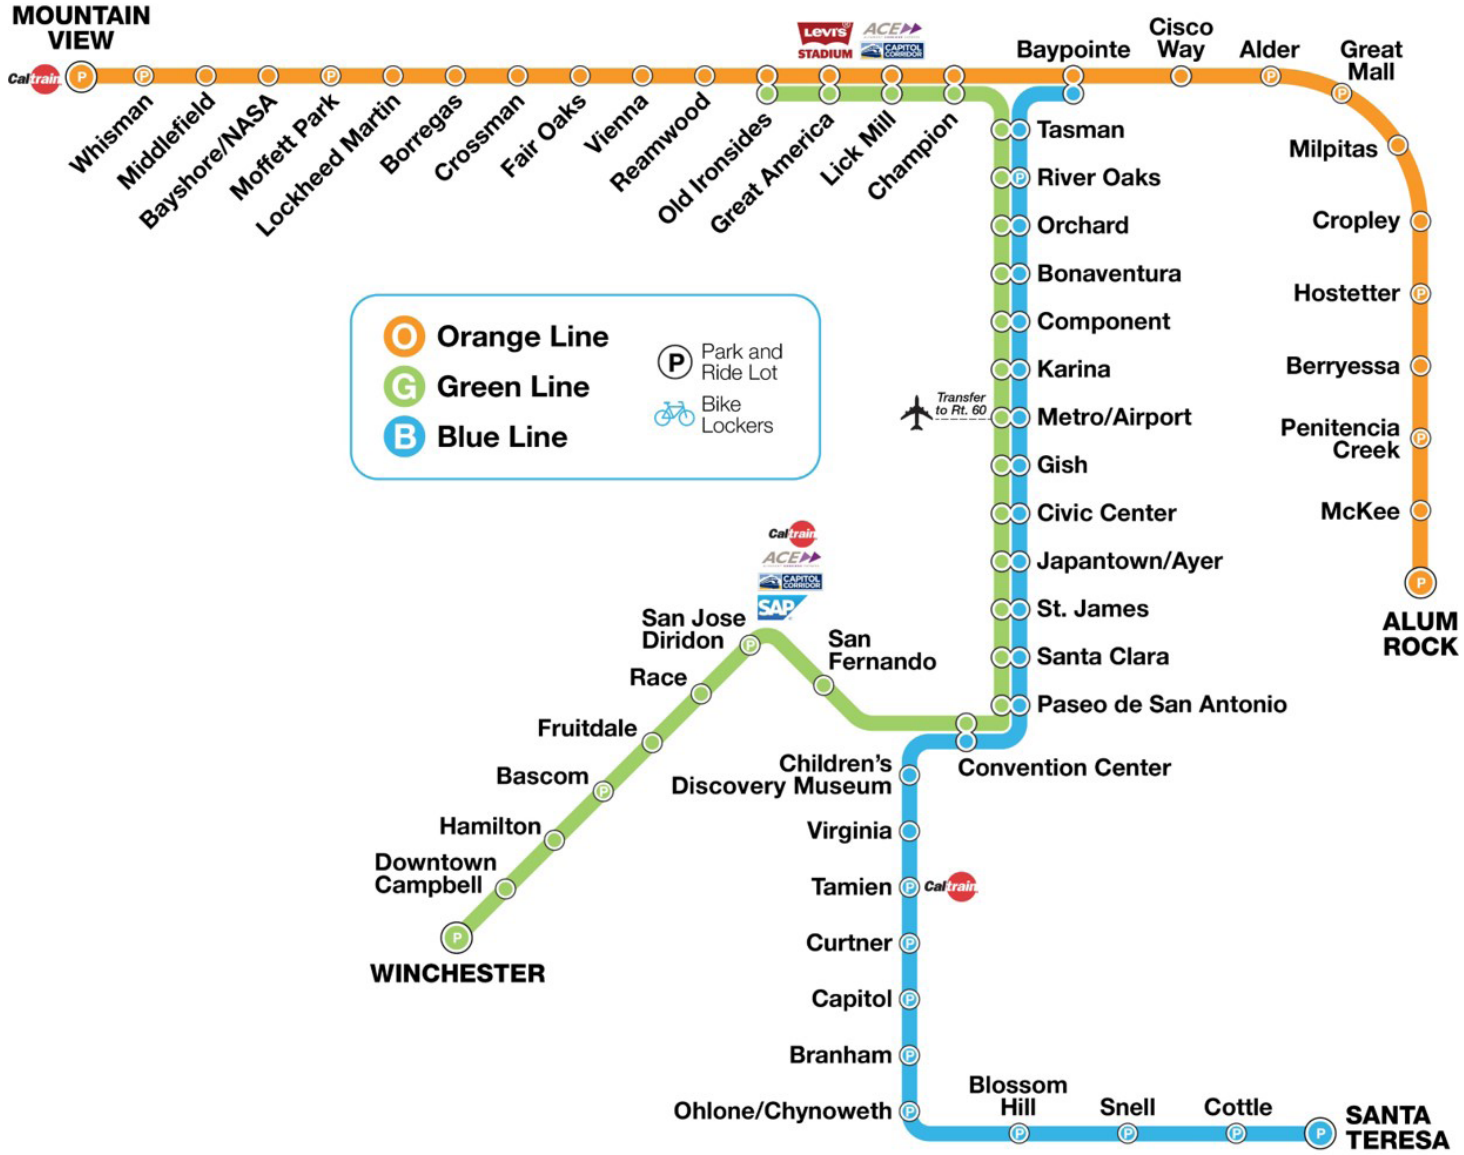 MOUNTAIN
VIEW
Caltrain
P
Whisman
Middlefield
Bayshore/NASA
Moffett Park
Lockheed Martin
Borregas
Crossman
Fair Oaks
Vienna
Reamwood
Old Ironsides
Great America
Lick Mill
Champion
LEVI'S
STADIUM
ACE
CAPITOL
CORRIDOR
Baypointe
Cisco
Way
Alder
Great
Mall
Milpitas
Cropley
Hostetter
Berryessa
Penitencia
Creek
McKee
ALUM
ROCK
Tasman
River Oaks
Orchard
Bonaventura
Component
Karina
Transfer
to Rt. 60
Metro/Airport
Gish
Civic Center
Japantown/Ayer
St. James
Santa Clara
Paseo de San Antonio
Convention Center
O Orange Line
G Green Line
B Blue Line
P Park and
Ride Lot
Bike
Lockers
Caltrain
ACE
CAPITOL
CORRIDOR
SAP
San Jose
Diridon
San
Fernando
Race
Fruitdale
Bascom
Hamilton
Downtown
Campbell
WINCHESTER
Children's
Discovery Museum
Virginia
Tamien
Caltrain
Curtner
Capitol
Branham
Ohlone/Chynoweth
Blossom
Hill
Snell
Cottle
SANTA
TERESA